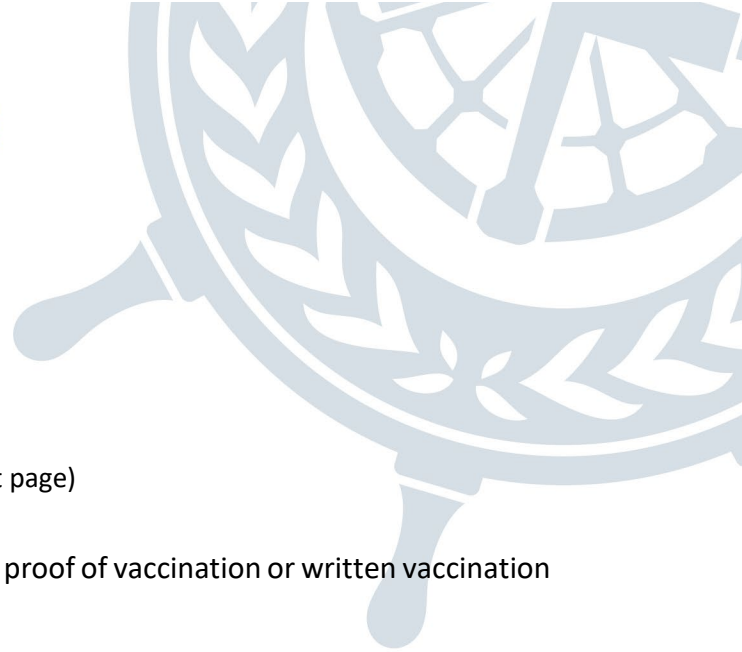 page)
proof of vaccination or written vaccination